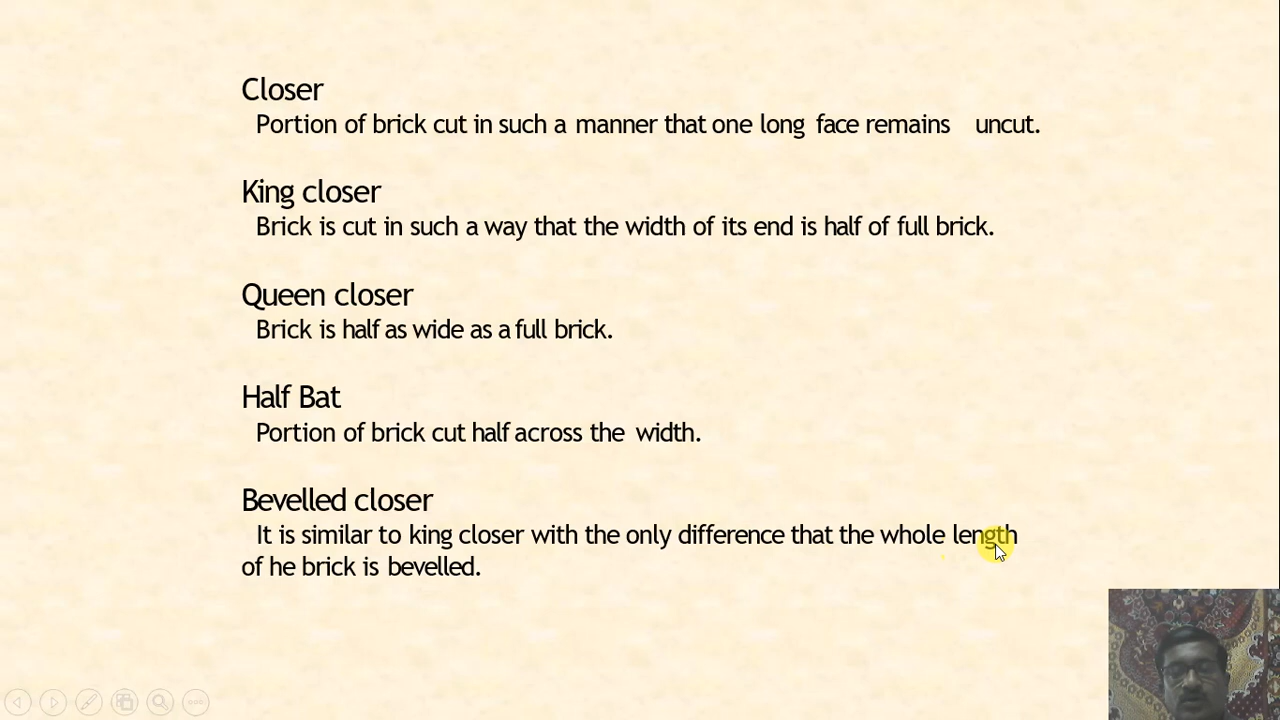 Closer
Portion of brick cut in such a manner that one long face remains uncut.
King closer
Brick is cut in such a way that the width of its end is half of full brick.
Queen closer
Brick is half as wide as a full brick.
Half Bat
Portion of brick cut half across the width.
Bevelled closer
It is similar to king closer with the only difference that the whole length
of he brick is bevelled.